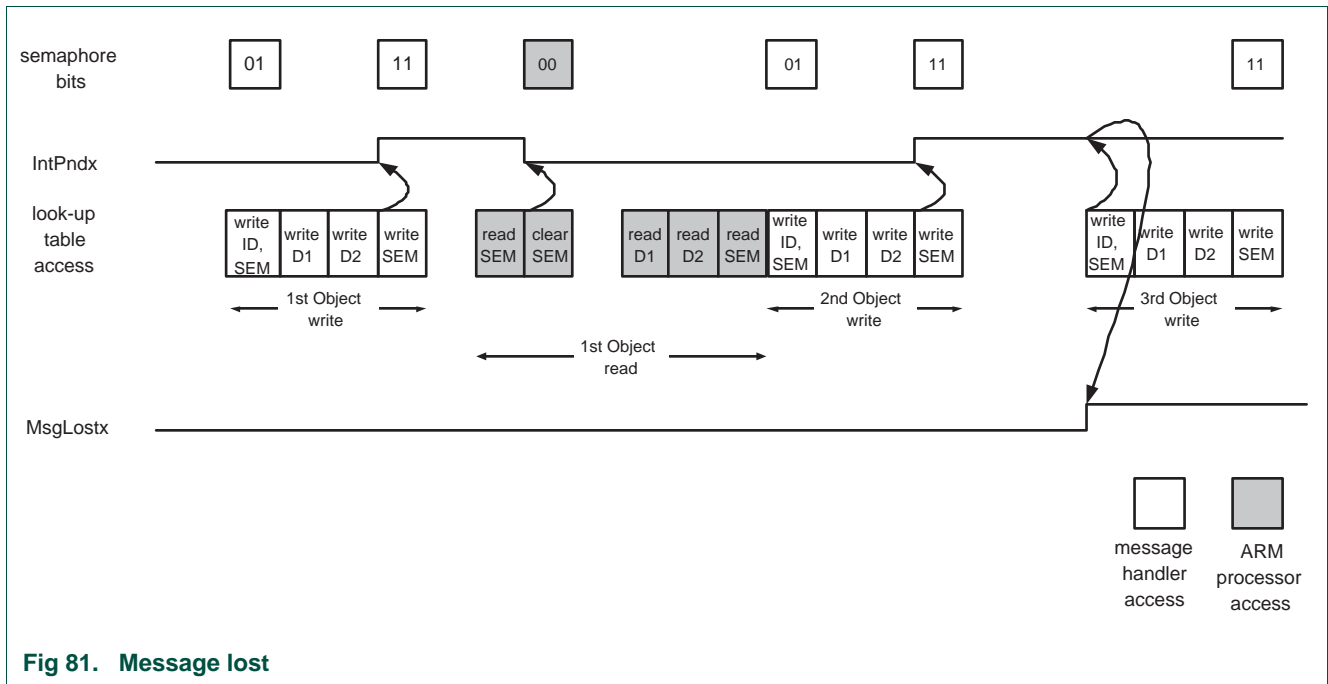 semaphore
bits
01
11
00
01
11
11
IntPndx
look-up
table
access
write
ID,
SEM
write
D1
write
D2
write
SEM
read
SEM
clear
SEM
read
D1
read
D2
read
SEM
write
ID,
SEM
write
D1
write
D2
write
SEM
write
ID,
SEM
write
D1
write
D2
write
SEM
1st Object
write
2nd Object
write
3rd Object
write
1st Object
read
MsgLostx
message
handler
access
ARM
processor
access
Fig 81. Message lost